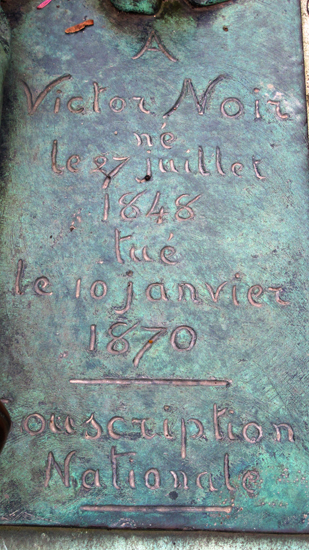 A
Victor Noir
né
le 27 juillet
1848
tué
le 10 janvier
1870
Souscription
Nationale